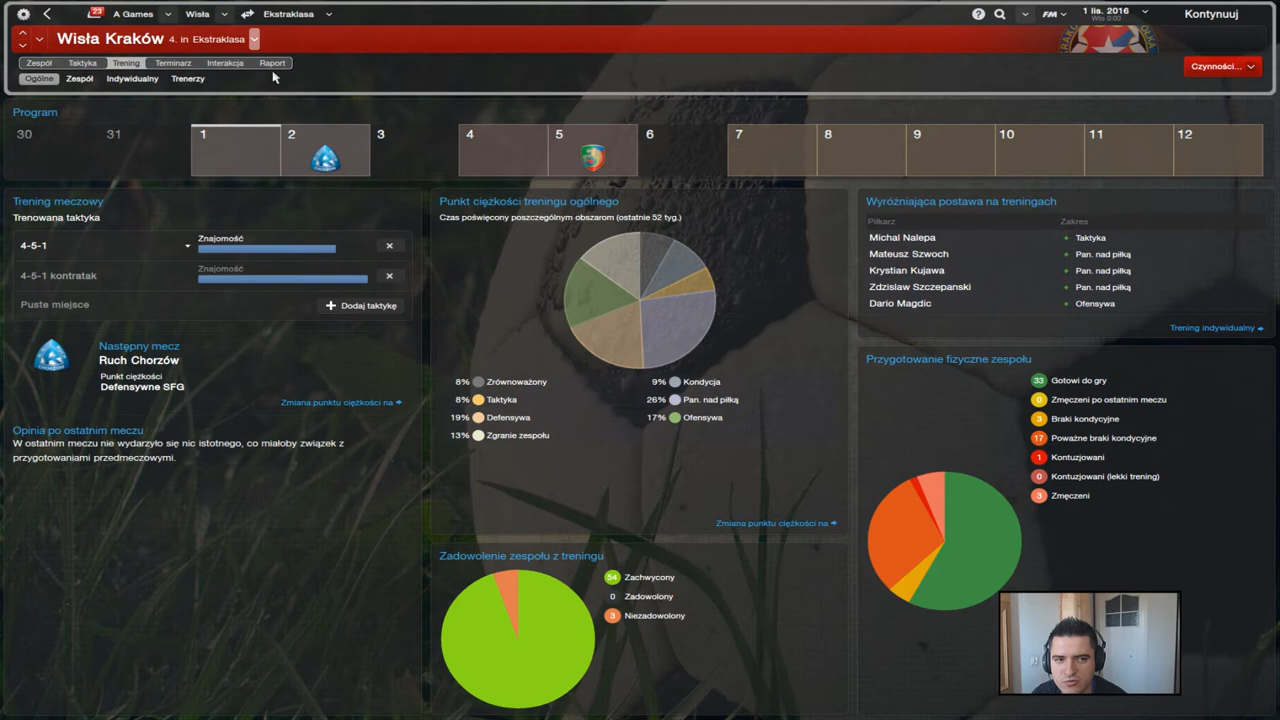 23 A Games Wisła Ekstraklasa FM 1 lis. 2016 Kontynuuj
Wto 0.00
Wisła Kraków 4. in Ekstraklasa
Zespół Taktyka Trening Terminarz Interakcja Raport
Ogólne Zespół Indywidualny Trenerzy
Czynności...
Program
30 31 1 2 3 4 5 6 7 8 9 10 11 12
Trening meczowy
Trenowana taktyka
4-5-1 Znajomość
4-5-1 kontratak Znajomość
Puste miejsce Dodaj taktykę
Następny mecz
Ruch Chorzów
Punkt ciężkości
Defensywne SFG
Zmiana punktu ciężkości na
Opinia po ostatnim meczu
W ostatnim meczu nie wydarzyło się nic istotnego, co miałoby związek z
przygotowaniami przedmeczowymi.
Punkt ciężkości treningu ogólnego
Czas poświęcony poszczególnym obszarom (ostatnie 52 tyg.)
8% Zrównoważony 9% Kondycja
8% Taktyka 26% Pan. nad piłką
19% Defensywa 17% Ofensywa
13% Zgranie zespołu
Zmiana punktu ciężkości na
Zadowolenie zespołu z treningu
54 Zachwycony
0 Zadowolony
3 Niezadowolony
Wyróżniająca postawa na treningach
Piłkarz Zakres
Michal Nalepa Taktyka
Mateusz Szwoch Pan. nad piłką
Krystian Kujawa Pan. nad piłką
Zdzislaw Szczepanski Pan. nad piłką
Dario Magdic Ofensywa
Trening indywidualny
Przygotowanie fizyczne zespołu
33 Gotowi do gry
0 Zmęczeni po ostatnim meczu
3 Braki kondycyjne
17 Poważne braki kondycyjne
1 Kontuzjowani
0 Kontuzjowani (lekki trening)
3 Zmęczeni